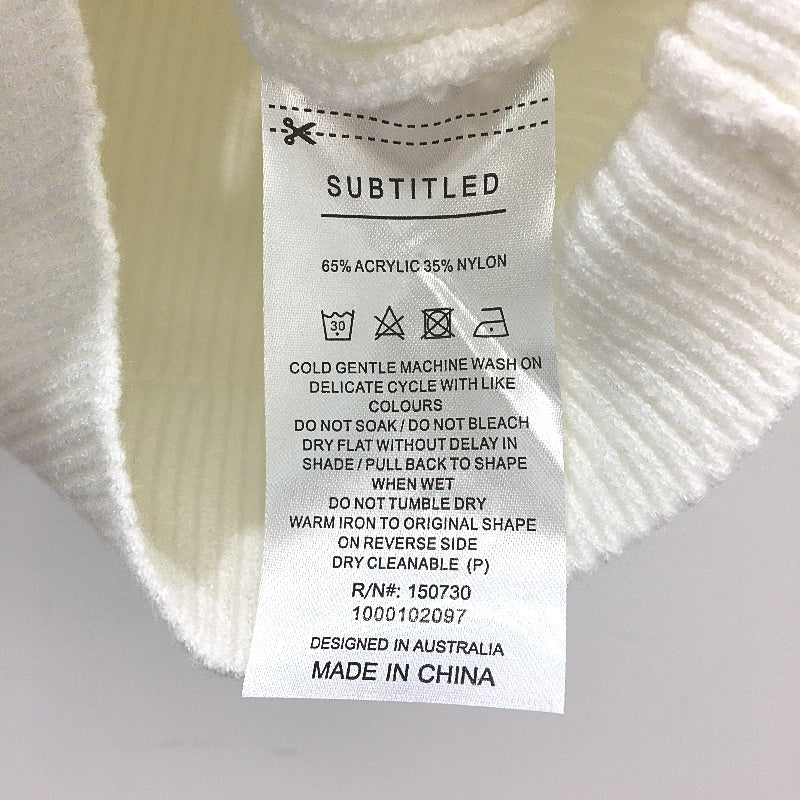 SUBTITLED
65% ACRYLIC 35% NYLON
30
COLD GENTLE MACHINE WASH ON
DELICATE CYCLE WITH LIKE
COLOURS
DO NOT SOAK / DO NOT BLEACH
DRY FLAT WITHOUT DELAY IN
SHADE / PULL BACK TO SHAPE
WHEN WET
DO NOT TUMBLE DRY
WARM IRON TO ORIGINAL SHAPE
ON REVERSE SIDE
DRY CLEANABLE (P)
R/N#: 150730
1000102097
DESIGNED IN AUSTRALIA
MADE IN CHINA